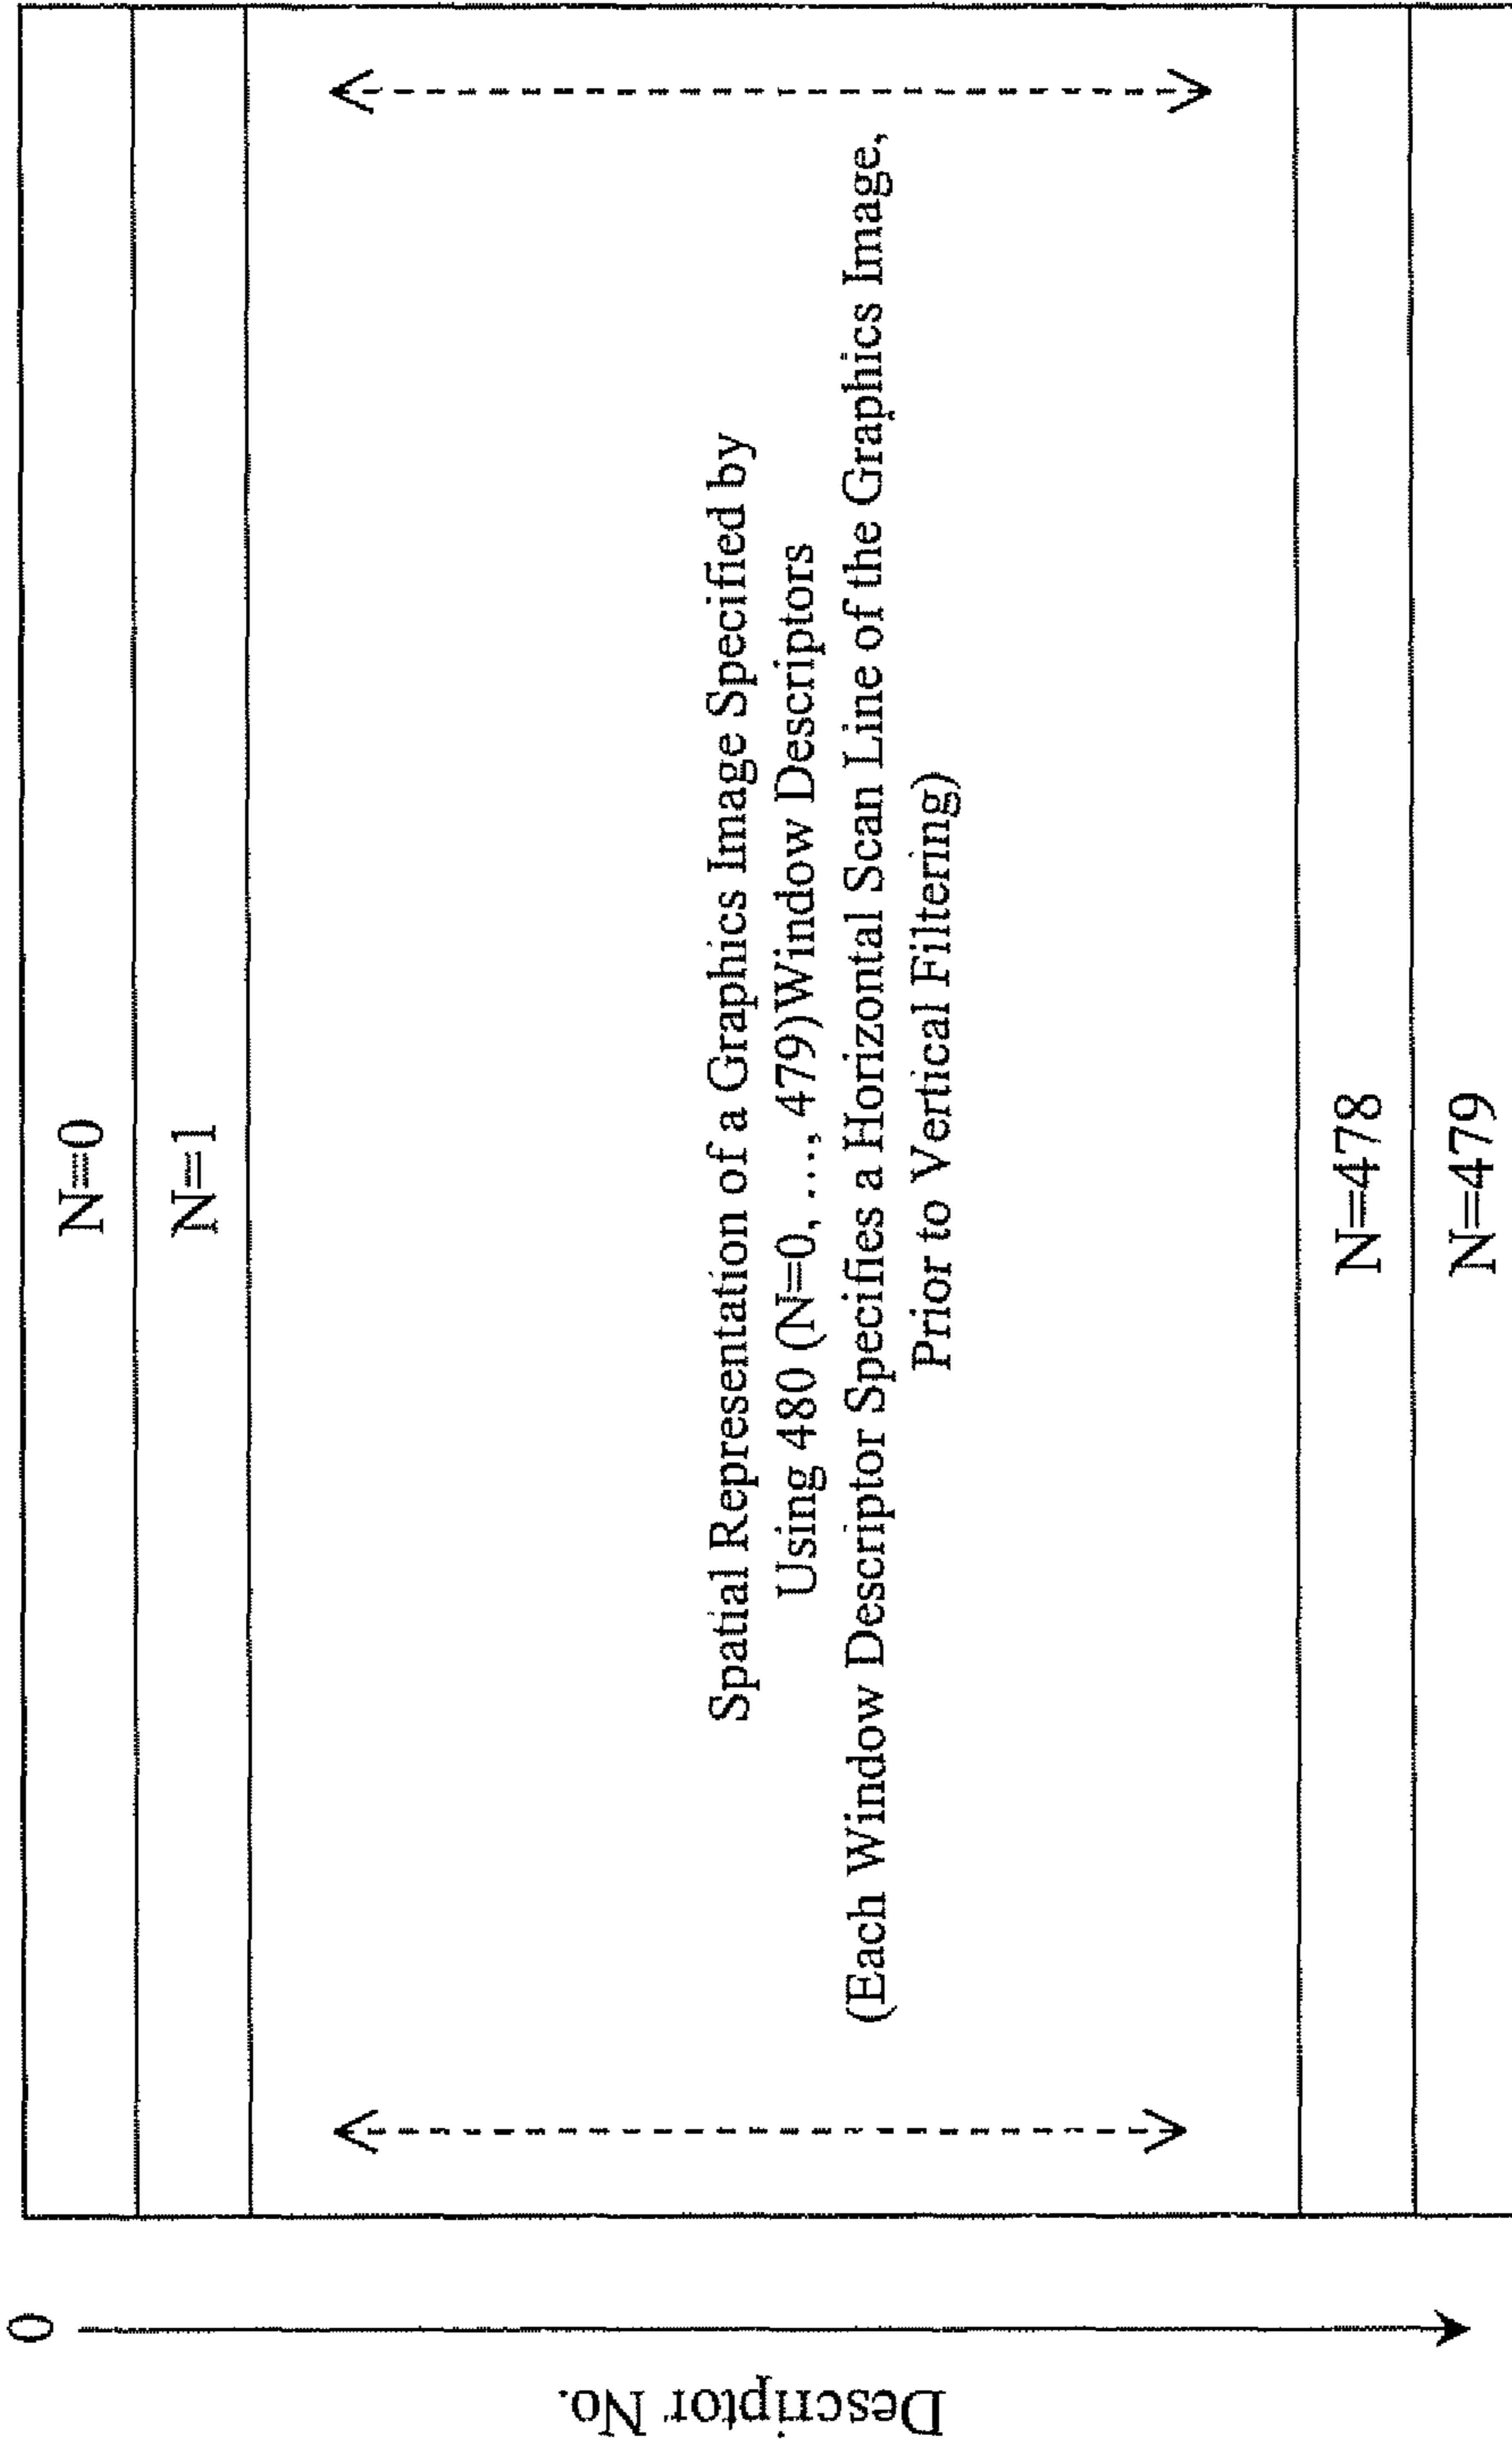 0
Descriptor No.
N=0
N=1
Spatial Representation of a Graphics Image Specified by
Using 480 (N=0, ..., 479)Window Descriptors
(Each Window Descriptor Specifies a Horizontal Scan Line of the Graphics Image,
Prior to Vertical Filtering)
N=478
N=479